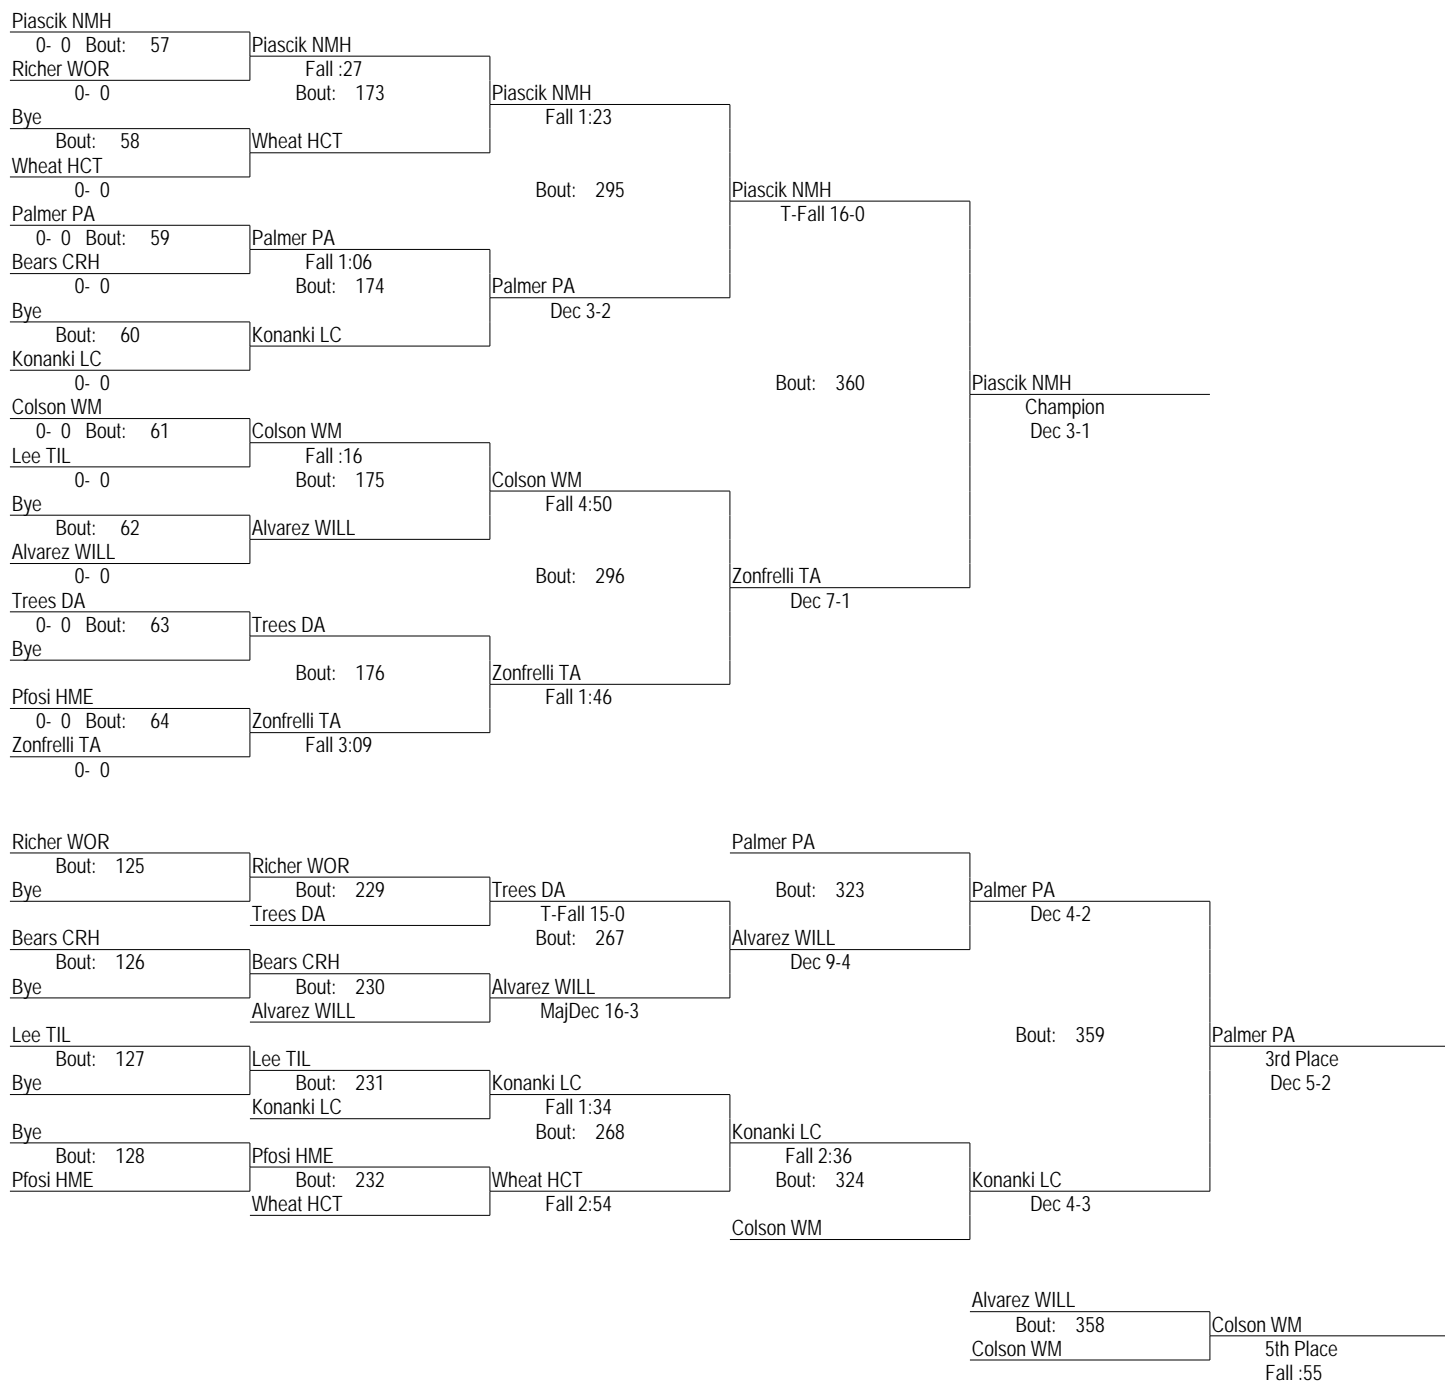 Piascik NMH
0- 0 Bout: 57 Piascik NMH
Richer WOR Fall :27
0- 0 Bout: 173 Piascik NMH
Bye Fall 1:23
Bout: 58 Wheat HCT
Wheat HCT
0- 0 Bout: 295 Piascik NMH
Palmer PA T-Fall 16-0
0- 0 Bout: 59 Palmer PA
Bears CRH Fall 1:06
0- 0 Bout: 174 Palmer PA
Bye Dec 3-2
Bout: 60 Konanki LC
Konanki LC
0- 0 Bout: 360 Piascik NMH
Colson WM Champion
0- 0 Bout: 61 Colson WM Dec 3-1
Lee TIL Fall :16
0- 0 Bout: 175 Colson WM
Bye Fall 4:50
Bout: 62 Alvarez WILL
Alvarez WILL
0- 0 Bout: 296 Zonfrelli TA
Trees DA Dec 7-1
0- 0 Bout: 63 Trees DA
Bye
Bout: 176 Zonfrelli TA
Pfosi HME Fall 1:46
0- 0 Bout: 64 Zonfrelli TA
Zonfrelli TA Fall 3:09
0- 0
Richer WOR Palmer PA
Bout: 125 Richer WOR
Bye Bout: 229 Trees DA Bout: 323 Palmer PA
Trees DA T-Fall 15-0 Dec 4-2
Bears CRH Bout: 267 Alvarez WILL
Bout: 126 Bears CRH Dec 9-4
Bye Bout: 230 Alvarez WILL
Alvarez WILL MajDec 16-3
Lee TIL Bout: 359 Palmer PA
Bout: 127 Lee TIL 3rd Place
Bye Bout: 231 Konanki LC Dec 5-2
Konanki LC Fall 1:34
Bye Bout: 268 Konanki LC
Bout: 128 Pfosi HME Fall 2:36
Pfosi HME Bout: 232 Wheat HCT Bout: 324 Konanki LC
Wheat HCT Fall 2:54 Dec 4-3
Colson WM
Alvarez WILL
Bout: 358 Colson WM
Colson WM 5th Place
Fall :55